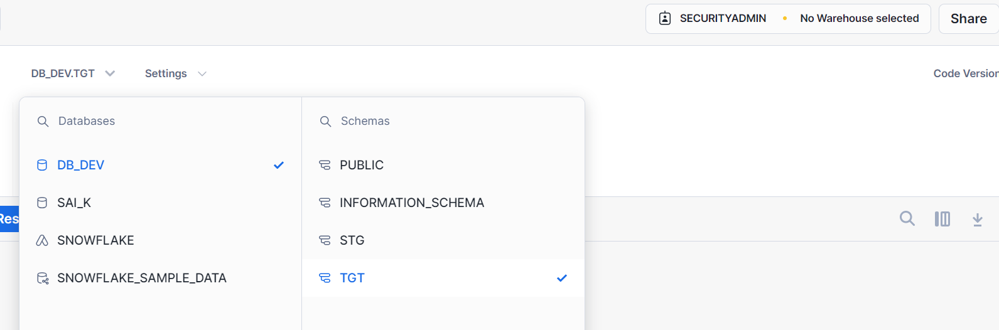 SECURITYADMIN • No Warehouse selected
Share
DB_DEV.TGT
Settings
Code Version
Databases
Schemas
DB_DEV
PUBLIC
SAI_K
INFORMATION_SCHEMA
Res
SNOWFLAKE
STG
SNOWFLAKE_SAMPLE_DATA
TGT